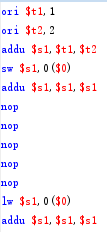 ori $t1,1
ori $t2,2
addu $s1,$t1,$t2
sw $s1,0($0)
addu $s1,$s1,$s1
nop
nop
nop
nop
nop
lw $s1,0($0)
addu $s1,$s1,$s1